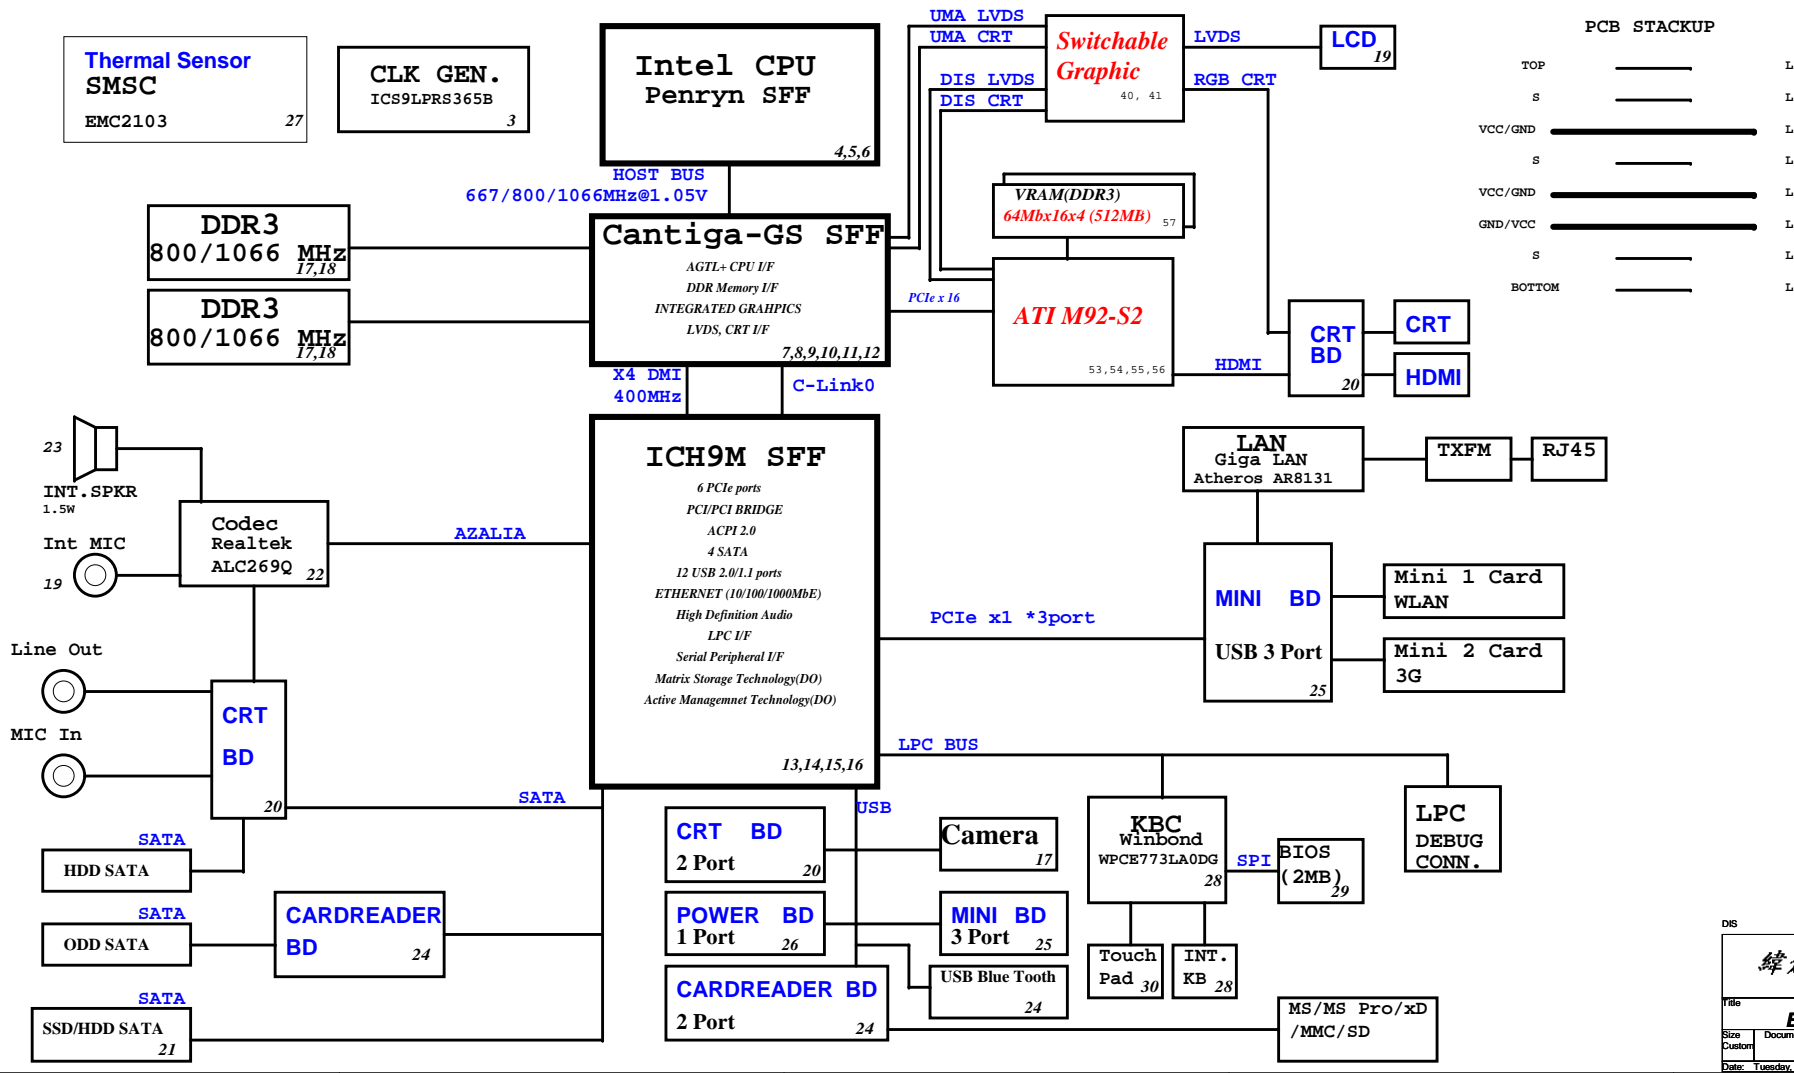 Thermal Sensor
SMSC
EMC2103
27
CLK GEN.
ICS9LPRS365B
3
Intel CPU
Penryn SFF
4,5,6
HOST BUS
667/800/1066MHz@1.05V
UMA LVDS
UMA CRT
DIS LVDS
DIS CRT
Switchable
Graphic
40, 41
LVDS
RGB CRT
LCD
19
PCB STACKUP
TOP
L
S
L
VCC/GND
L
S
L
VCC/GND
L
GND/VCC
L
S
L
BOTTOM
L
DDR3
800/1066 MHz
17,18
DDR3
800/1066 MHz
17,18
Cantiga-GS SFF
AGTL+ CPU I/F
DDR Memory I/F
INTEGRATED GRAHPICS
LVDS, CRT I/F
7,8,9,10,11,12
VRAM(DDR3)
64Mbx16x4 (512MB)
57
PCIe x 16
ATI M92-S2
53,54,55,56
HDMI
CRT
BD
20
CRT
HDMI
X4 DMI
400MHz
C-Link0
ICH9M SFF
6 PCIe ports
PCI/PCI BRIDGE
ACPI 2.0
4 SATA
12 USB 2.0/1.1 ports
ETHERNET (10/100/1000MbE)
High Definition Audio
LPC I/F
Serial Peripheral I/F
Matrix Storage Technology(DO)
Active Managemnet Technology(DO)
13,14,15,16
23
INT.SPKR
1.5W
Int MIC
19
Codec
Realtek
ALC269Q
22
AZALIA
Line Out
MIC In
CRT
BD
20
SATA
SATA
HDD SATA
SATA
ODD SATA
CARDREADER
BD
24
SATA
SSD/HDD SATA
21
LAN
Giga LAN
Atheros AR8131
TXFM
RJ45
PCIe x1 *3port
MINI BD
USB 3 Port
25
Mini 1 Card
WLAN
Mini 2 Card
3G
LPC BUS
USB
CRT BD
2 Port
20
Camera
17
POWER BD
1 Port
26
MINI BD
3 Port
25
CARDREADER BD
2 Port
24
USB Blue Tooth
24
KBC
Winbond
WPCE773LA0DG
28
SPI
BIOS
(2MB)
29
LPC
DEBUG
CONN.
Touch
Pad
30
INT.
KB
28
MS/MS Pro/xD
/MMC/SD
DIS
緯
Title
Size
Custom
Docum
Date: Tuesday,